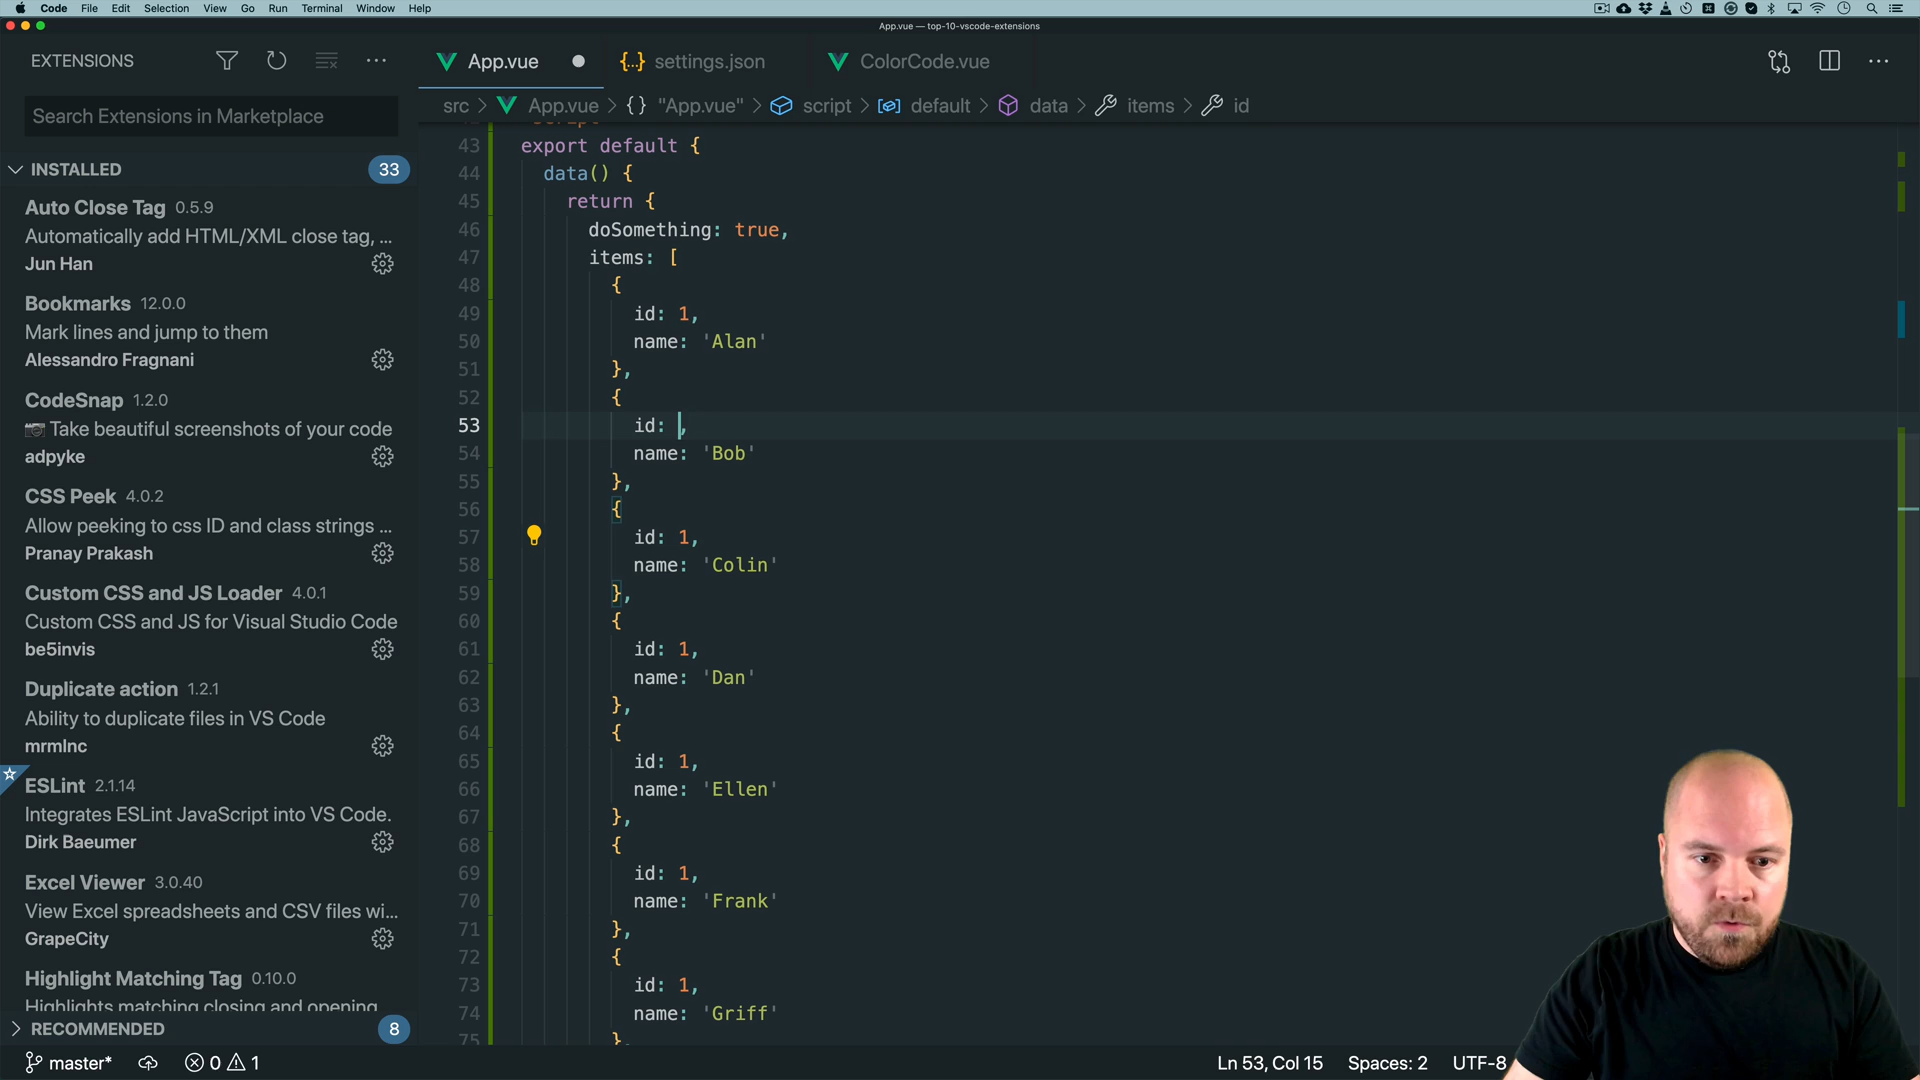 Code File Edit Selection View Go Run Terminal Window Help
App.vue — top-10-vscode-extensions
EXTENSIONS
App.vue
{..} settings.json
ColorCode.vue
src > App.vue > {} "App.vue" > script > default > data > items > id
Search Extensions in Marketplace
INSTALLED 33
Auto Close Tag 0.5.9
Automatically add HTML/XML close tag, ...
Jun Han
Bookmarks 12.0.0
Mark lines and jump to them
Alessandro Fragnani
CodeSnap 1.2.0
Take beautiful screenshots of your code
adpyke
CSS Peek 4.0.2
Allow peeking to css ID and class strings ...
Pranay Prakash
Custom CSS and JS Loader 4.0.1
Custom CSS and JS for Visual Studio Code
be5invis
Duplicate action 1.2.1
Ability to duplicate files in VS Code
mrmlnc
ESLint 2.1.14
Integrates ESLint JavaScript into VS Code.
Dirk Baeumer
Excel Viewer 3.0.40
View Excel spreadsheets and CSV files wi...
GrapeCity
Highlight Matching Tag 0.10.0
Highlights matching closing and opening
RECOMMENDED 8
43 export default {
44 data() {
45 return {
46 doSomething: true,
47 items: [
48 {
49 id: 1,
50 name: 'Alan'
51 },
52 {
53 id: ,
54 name: 'Bob'
55 },
56 {
57 id: 1,
58 name: 'Colin'
59 },
60 {
61 id: 1,
62 name: 'Dan'
63 },
64 {
65 id: 1,
66 name: 'Ellen'
67 },
68 {
69 id: 1,
70 name: 'Frank'
71 },
72 {
73 id: 1,
74 name: 'Griff'
75 }
master* 0 1
Ln 53, Col 15 Spaces: 2 UTF-8